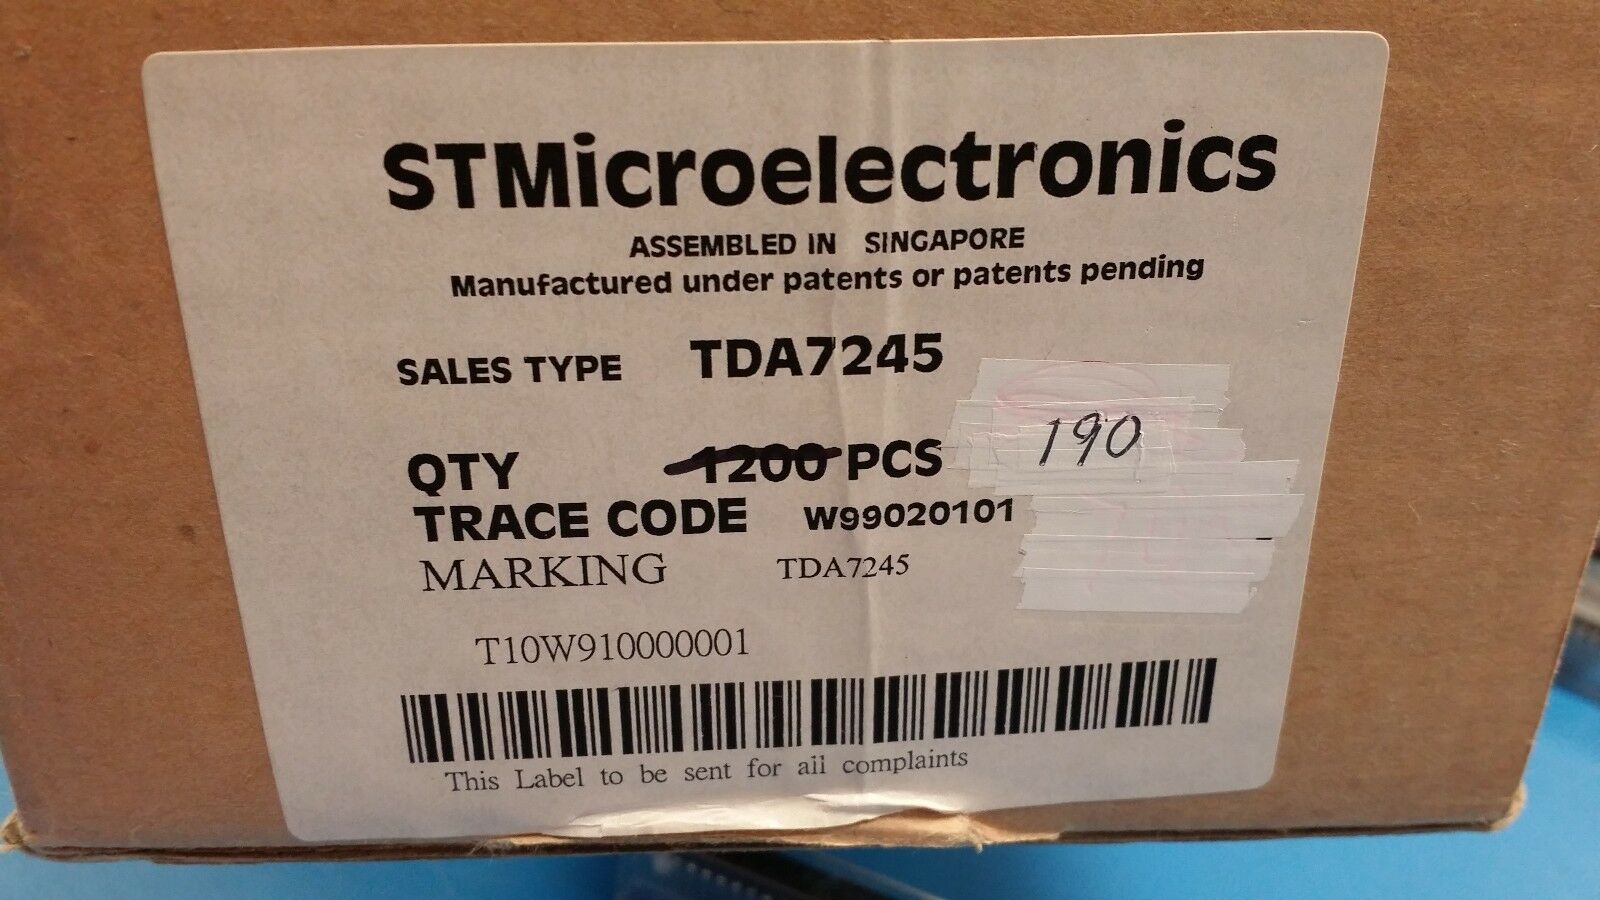 STMicroelectronics
ASSEMBLED IN SINGAPORE
Manufactured under patents or patents pending
SALES TYPE TDA7245
QTY 1200 PCS 190
TRACE CODE W99020101
MARKING TDA7245
T10W910000001
This Label to be sent for all complaints